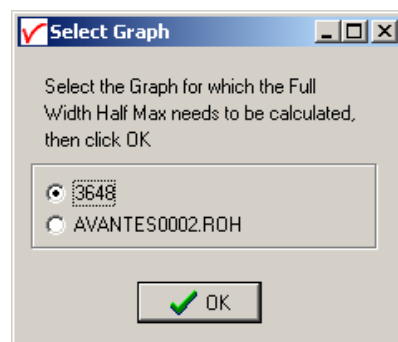 Select Graph
Select the Graph for which the Full
Width Half Max needs to be calculated,
then click OK
3648
AVANTES0002.ROH
OK